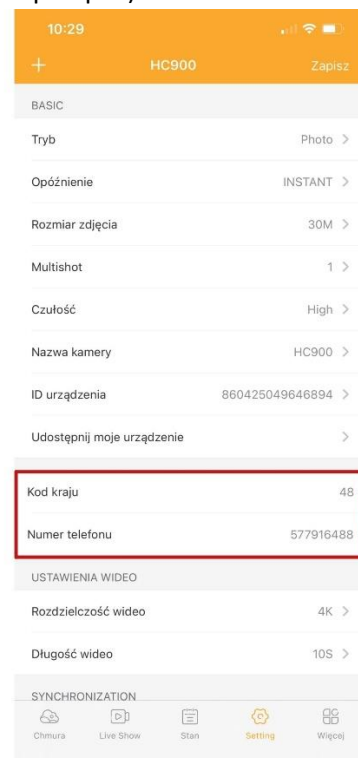 10:29
HC900 Zapisz
BASIC
Tryb Photo
Opóźnienie INSTANT
Rozmiar zdjęcia 30M
Multishot 1
Czułość High
Nazwa kamery HC900
ID urządzenia 860425049646894
Udostępnij moje urządzenie
Kod kraju 48
Numer telefonu 577916488
USTAWIENIA WIDEO
Rozdzielczość wideo 4K
Długość wideo 10S
SYNCHRONIZATION
Chmura Live Show Stan Setting Więcej